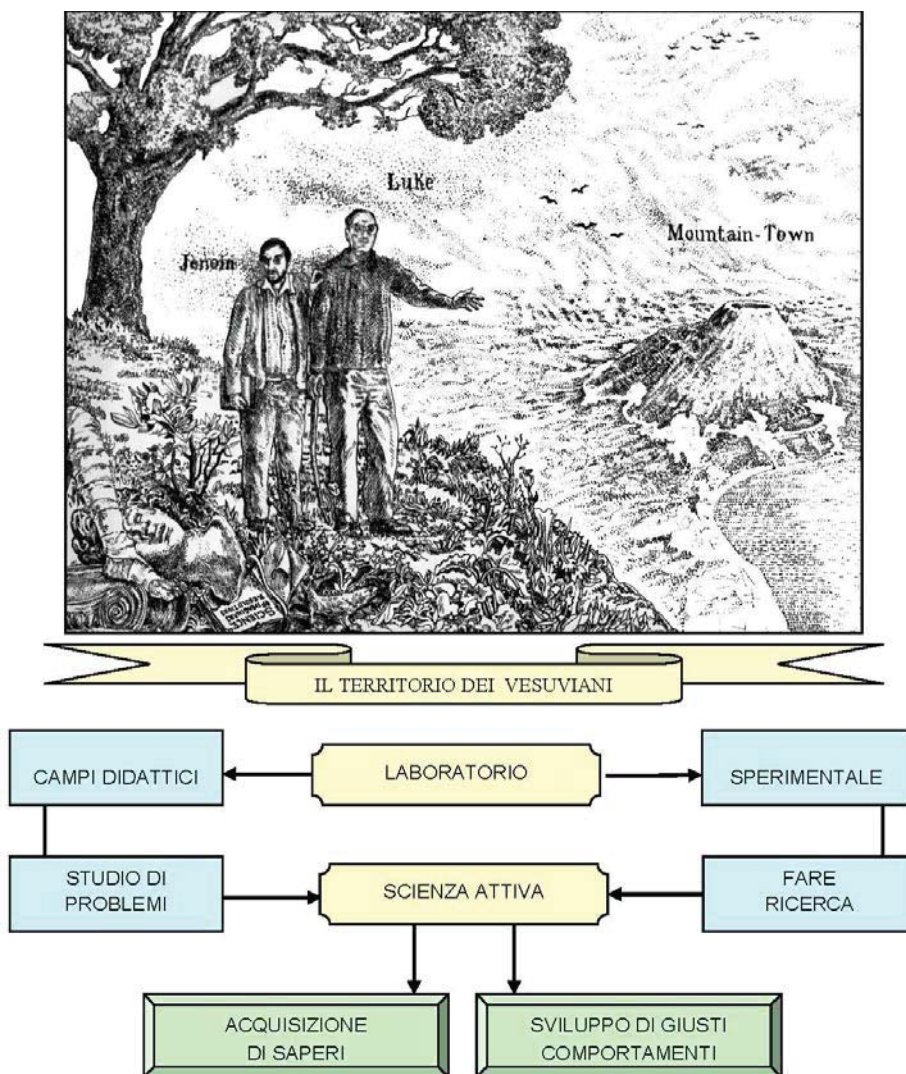 Luke
Jenoin
Mountain-Town
IL TERRITORIO DEI VESUVIANI
CAMPI DIDATTICI
LABORATORIO
SPERIMENTALE
STUDIO DI
PROBLEMI
SCIENZA ATTIVA
FARE
RICERCA
ACQUISIZIONE
DI SAPERI
SVILUPPO DI GIUSTI
COMPORTAMENTI